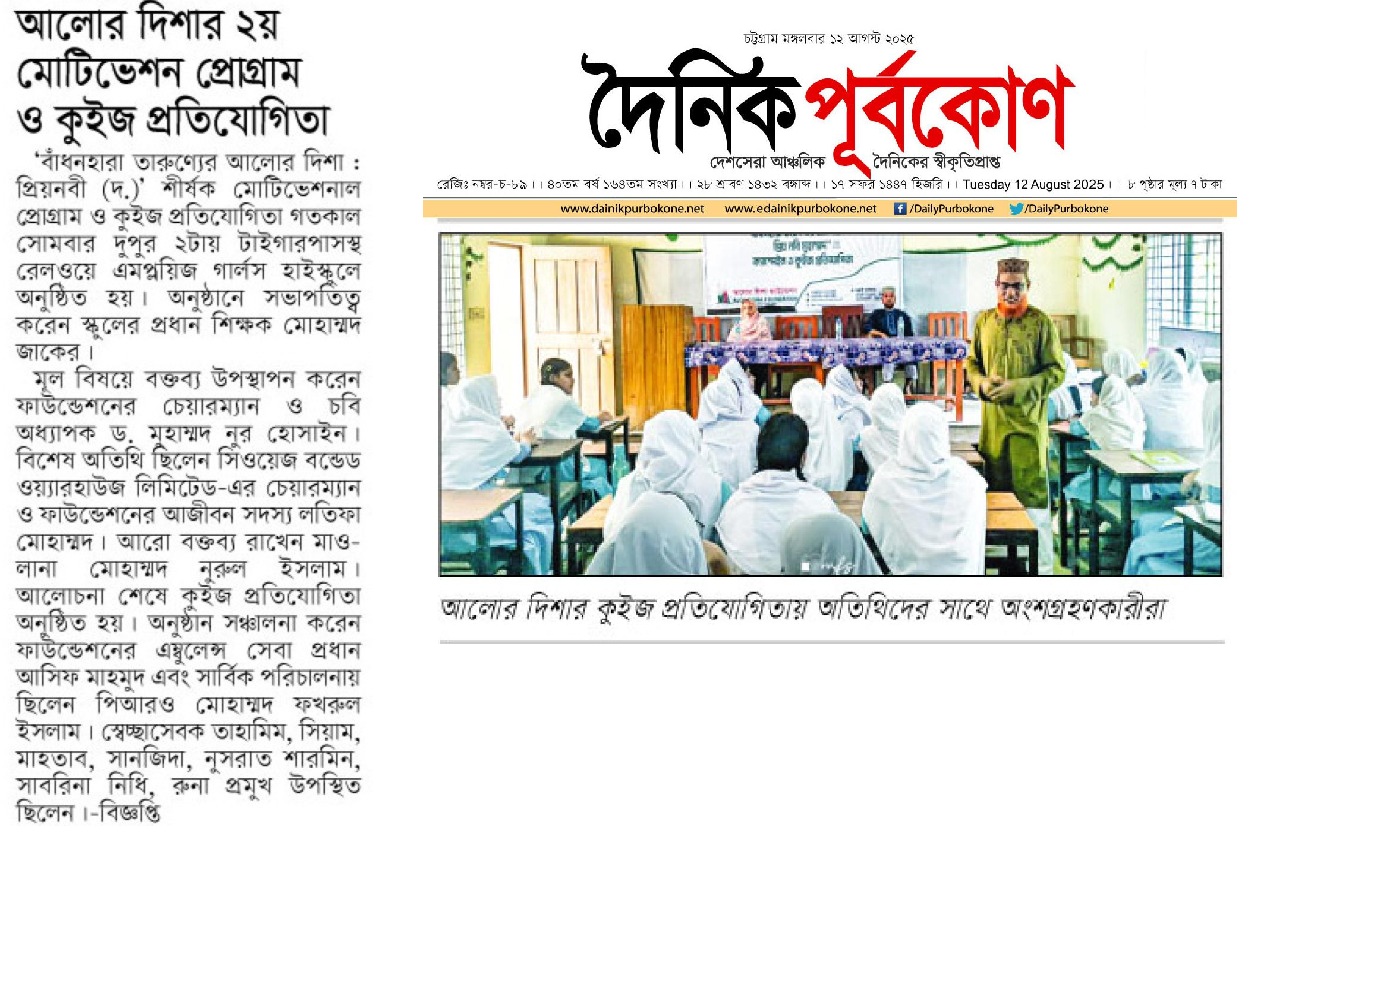 আলোর দিশার ২য়
মোটিভেশন প্রোগ্রাম
ও কুইজ প্রতিযোগিতা
‘বাঁধনহারা তারুণ্যের আলোর দিশা :
প্রিয়নবী (দ.)’ শীর্ষক মোটিভেশনাল
প্রোগ্রাম ও কুইজ প্রতিযোগিতা গতকাল
সোমবার দুপুর ২টায় টাইগারপাসস্থ
রেলওয়ে এমপ্লয়িজ গার্লস হাইস্কুলে
অনুষ্ঠিত হয়। অনুষ্ঠানে সভাপতিত্ব
করেন স্কুলের প্রধান শিক্ষক মোহাম্মদ
জাকের।
মূল বিষয়ে বক্তব্য উপস্থাপন করেন
ফাউন্ডেশনের চেয়ারম্যান ও চবি
অধ্যাপক ড. মুহাম্মদ নুর হোসাইন।
বিশেষ অতিথি ছিলেন সিওয়েজ বন্ডেড
ওয়্যারহাউজ লিমিটেড-এর চেয়ারম্যান
ও ফাউন্ডেশনের আজীবন সদস্য লতিফা
মোহাম্মদ। আরো বক্তব্য রাখেন মাও-
লানা মোহাম্মদ নুরুল ইসলাম।
আলোচনা শেষে কুইজ প্রতিযোগিতা
অনুষ্ঠিত হয়। অনুষ্ঠান সঞ্চালনা করেন
ফাউন্ডেশনের এম্বুলেন্স সেবা প্রধান
আসিফ মাহমুদ এবং সার্বিক পরিচালনায়
ছিলেন পিআরও মোহাম্মদ ফখরুল
ইসলাম। স্বেচ্ছাসেবক তাহামিম, সিয়াম,
মাহতাব, সানজিদা, নুসরাত শারমিন,
সাবরিনা নিধি, রুনা প্রমুখ উপস্থিত
ছিলেন।-বিজ্ঞপ্তি
চট্টগ্রাম মঙ্গলবার ১২ আগস্ট ২০২৫
দৈনিক পূর্বকোণ
দেশসেরা আঞ্চলিক দৈনিকের স্বীকৃতিপ্রাপ্ত
রেজিঃ নম্বর-চ-৮৯ ।। ৪০তম বর্ষ ১৬৪তম সংখ্যা।। ২৮ শ্রাবণ ১৪৩২ বঙ্গাব্দ ।। ১৭ সফর ১৪৪৭ হিজরি।। Tuesday 12 August 2025 । ৮ পৃষ্ঠার মূল্য ৭ টাকা
www.dainikpurbokone.net www.edainikpurbokone.net /DailyPurbokone /DailyPurbokone
প্রিয় নবি মুহাম্মদ
ও কুইজ প্রতিযোগিতা
আলোর দিশার কুইজ প্রতিযোগিতায় অতিথিদের সাথে অংশগ্রহণকারীরা